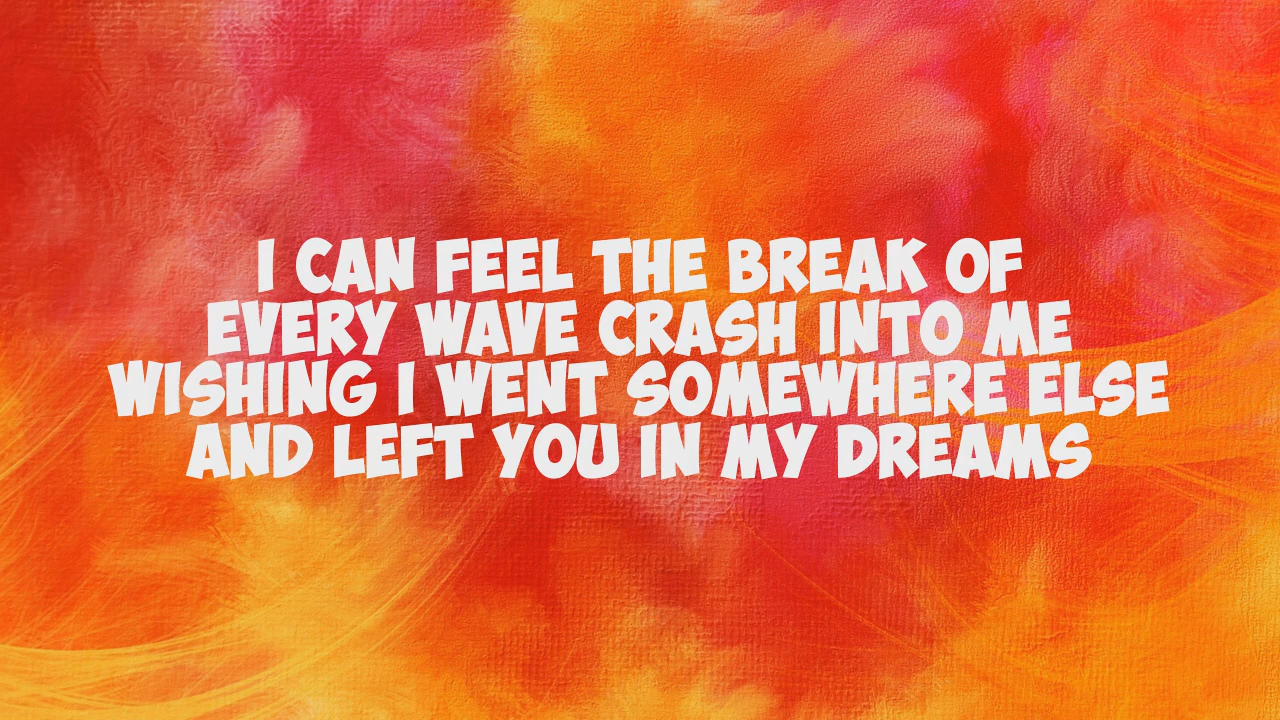 I CAN FEEL THE BREAK OF
EVERY WAVE CRASH INTO ME
WISHING I WENT SOMEWHERE ELSE
AND LEFT YOU IN MY DREAMS